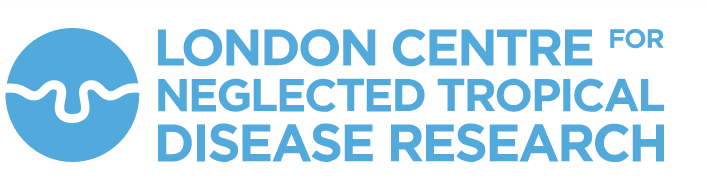 LONDON CENTRE FOR
NEGLECTED TROPICAL
DISEASE RESEARCH